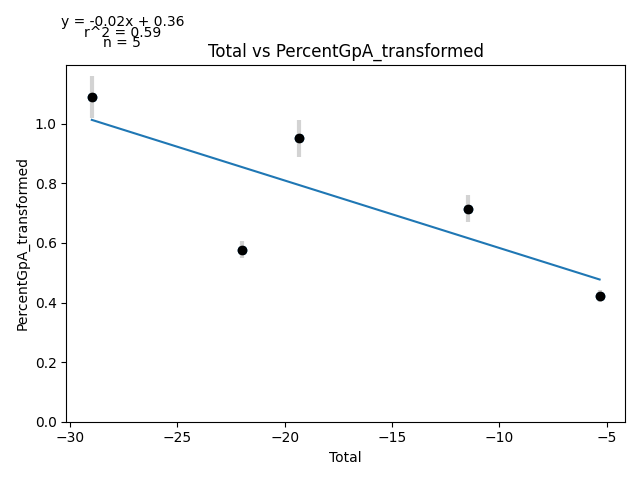 y = -0.02x + 0.36
r^2 = 0.59
n = 5
Total vs PercentGpA_transformed
PercentGpA_transformed
1.0
0.8
0.6
0.4
0.2
0.0
−30
−25
−20
−15
−10
−5
Total